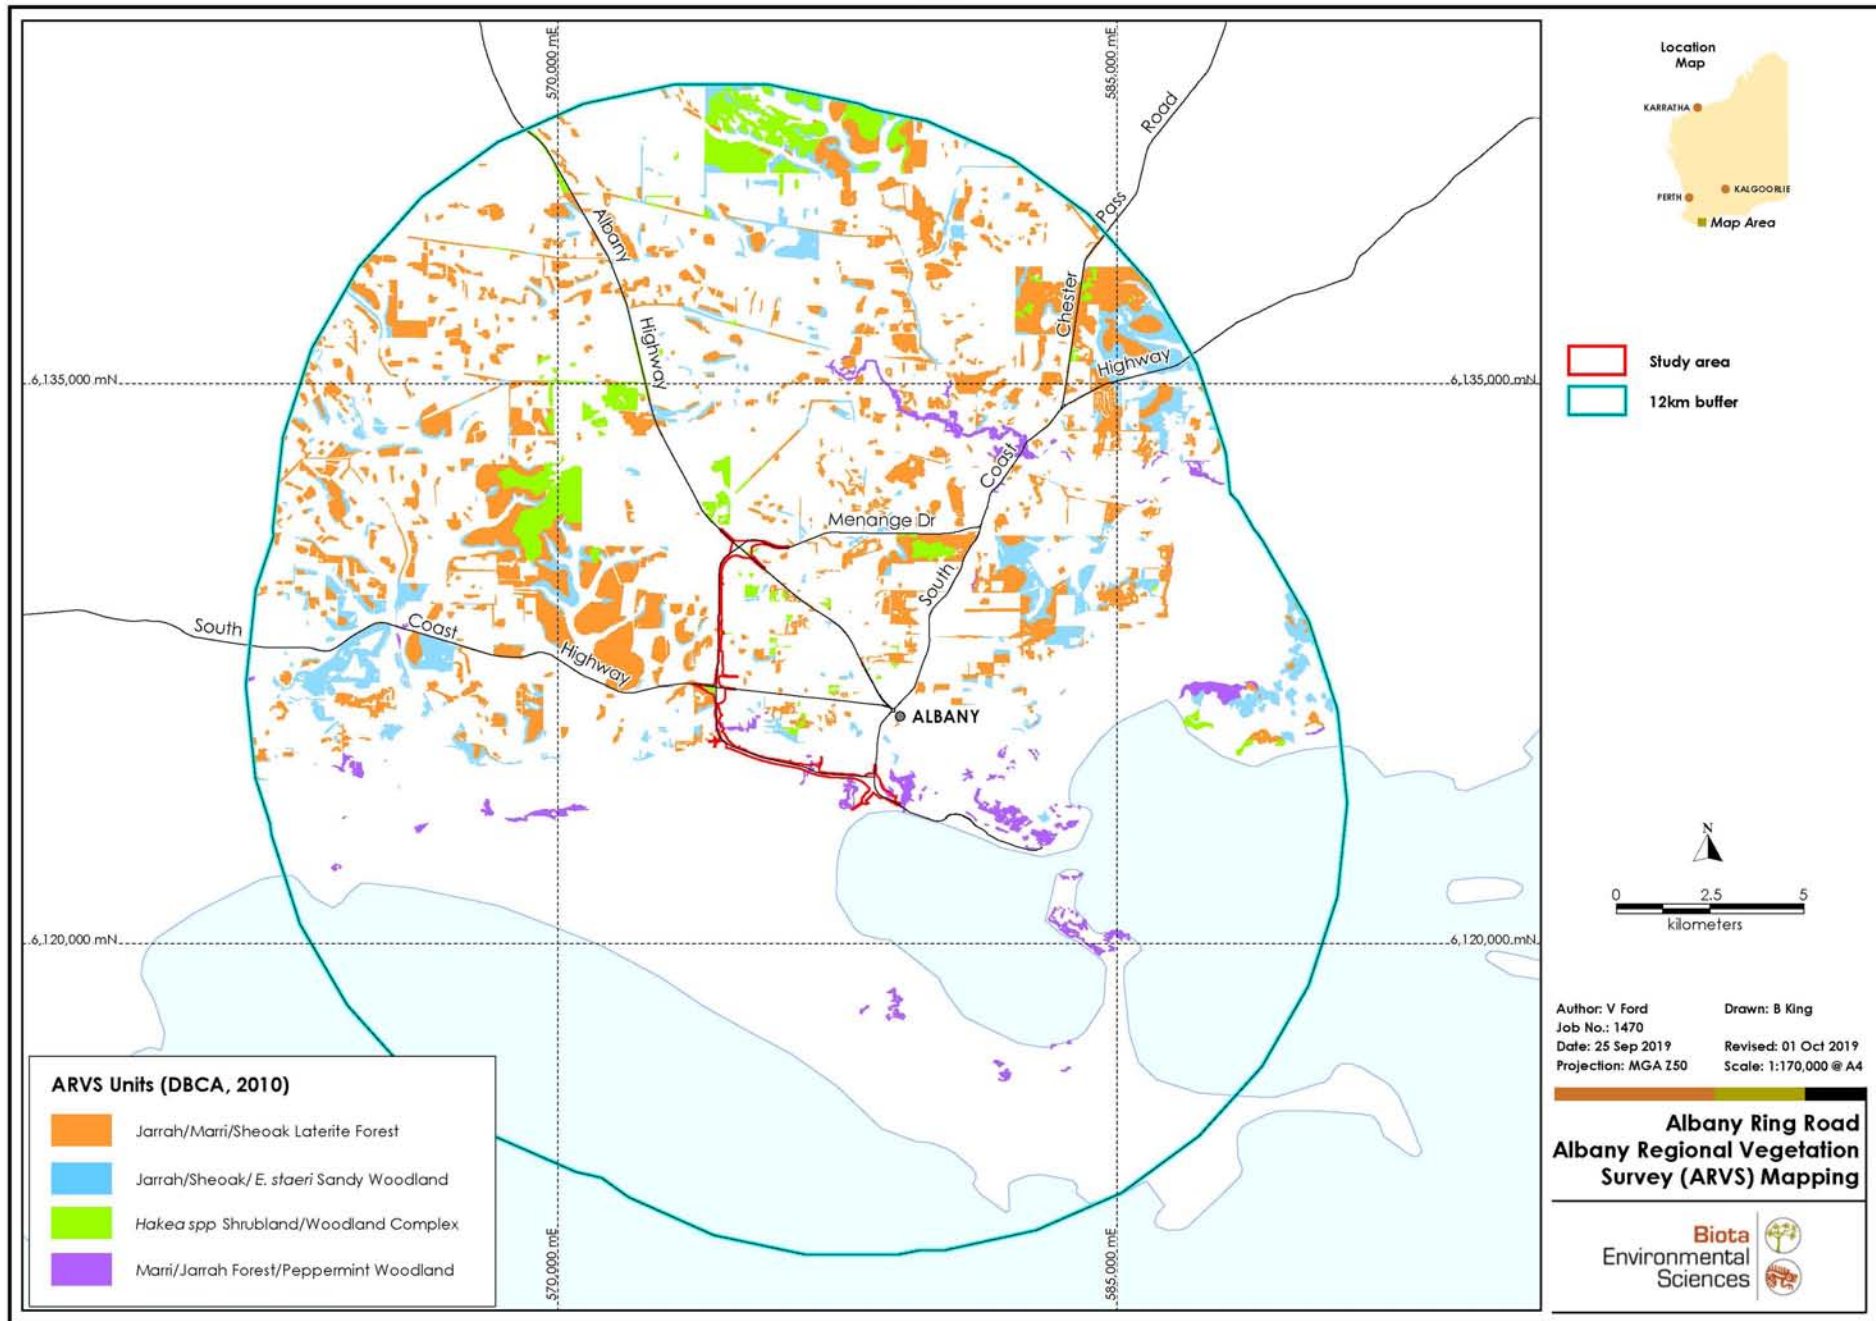 570,000 mE
585,000 mE
Road
Pass
Chester
Highway
Albany
Highway
6,135,000 mN
6,135,000 mN
Coast
Menange Dr
South
South
Coast
Highway
ALBANY
6,120,000 mN
6,120,000 mN
570,000 mE
585,000 mE
ARVS Units (DBCA, 2010)
Jarrah/Marri/Sheoak Laterite Forest
Jarrah/Sheoak/E. staeri Sandy Woodland
Hakea spp Shrubland/Woodland Complex
Marri/Jarrah Forest/Peppermint Woodland
Location
Map
KARRATHA
KALGOORLIE
PERTH
Map Area
Study area
12km buffer
N
0 2.5 5
kilometers
Author: V Ford Drawn: B King
Job No.: 1470
Date: 25 Sep 2019 Revised: 01 Oct 2019
Projection: MGA Z50 Scale: 1:170,000 @ A4
Albany Ring Road
Albany Regional Vegetation
Survey (ARVS) Mapping
Biota
Environmental
Sciences